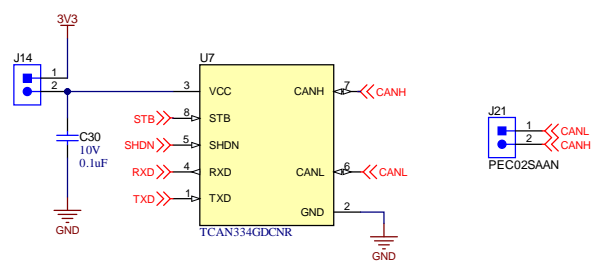 3V3
J14
1
2
C30
10V
0.1uF
GND
U7
3 VCC
CANH 7 CANH
STB 8 STB
SHDN 5 SHDN
RXD 4 RXD
CANL 6 CANL
TXD 1 TXD
GND 2
TCAN334GDCNR
GND
J21
1 CANL
2 CANH
PEC02SAAN